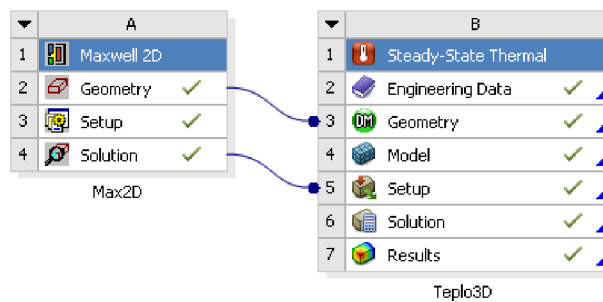 A
1 Maxwell 2D
2 Geometry
3 Setup
4 Solution
Max2D
B
1 Steady-State Thermal
2 Engineering Data
3 DM Geometry
4 Model
5 Setup
6 Solution
7 Results
Teplo3D